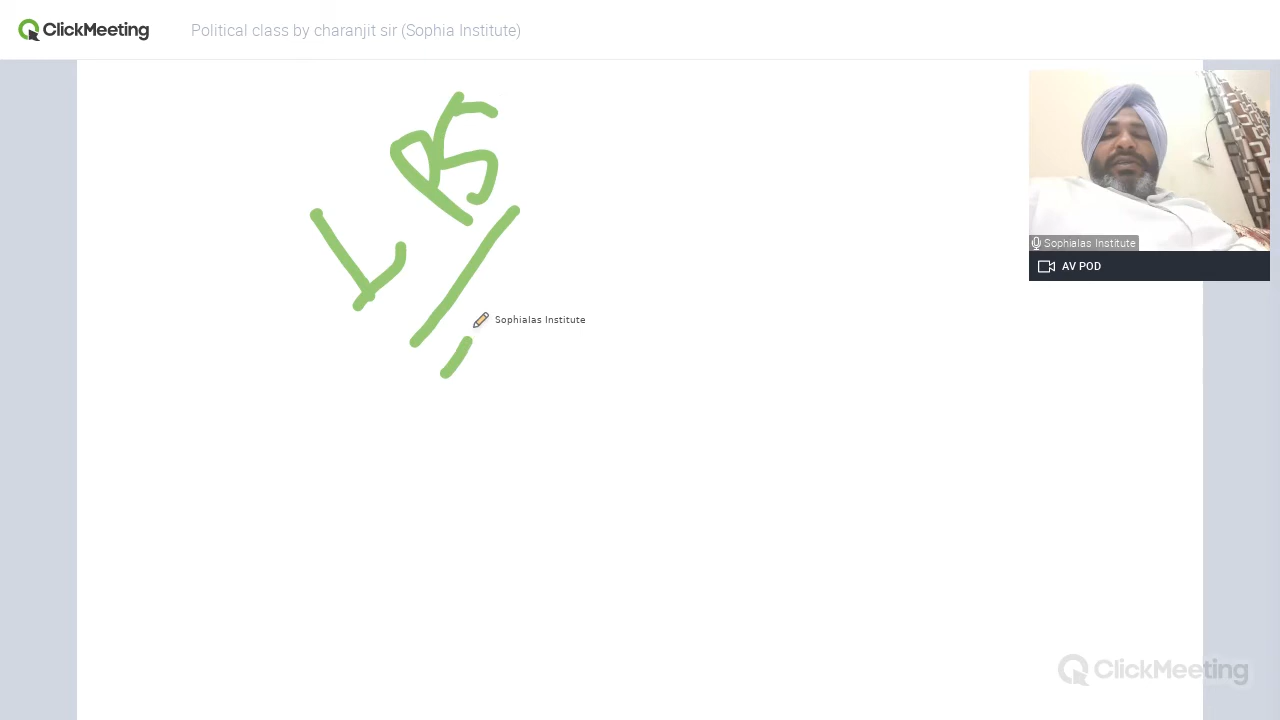 ClickMeeting
Political class by charanjit sir (Sophia Institute)
Sophialas Institute
AV POD
Sophialas Institute
ClickMeeting